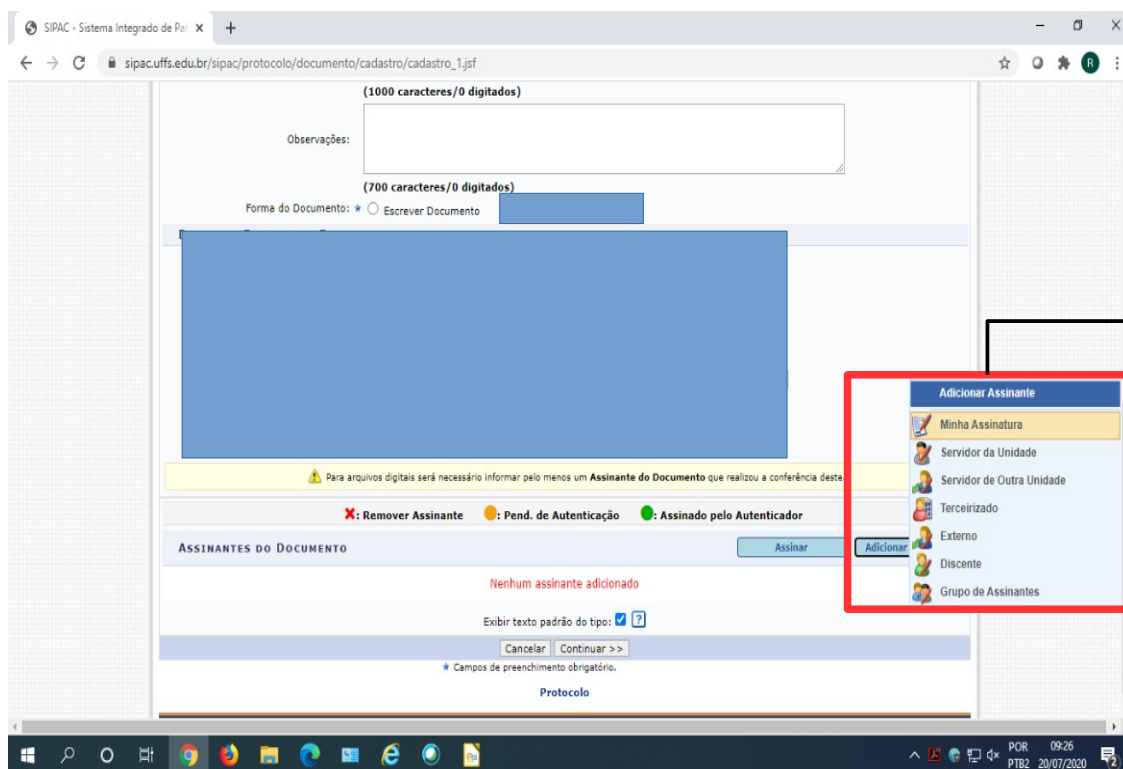 SIPAC - Sistema Integrado de Pat
sipac.uffs.edu.br/sipac/protocolo/documento/cadastro/cadastro_1.jsf
R
(1000 caracteres/0 digitados)
Observações:
(700 caracteres/0 digitados)
Forma do Documento: ★ Escrever Documento
Adicionar Assinante
Minha Assinatura
Servidor da Unidade
Servidor de Outra Unidade
Terceirizado
Externo
Discente
Grupo de Assinantes
Para arquivos digitais será necessário informar pelo menos um Assinante do Documento que realizou a conferência deste.
X: Remover Assinante : Pend. de Autenticação : Assinado pelo Autenticador
ASSINANTES DO DOCUMENTO Assinar Adicionar
Nenhum assinante adicionado
Exibir texto padrão do tipo: ?
Cancelar Continuar >>
★ Campos de preenchimento obrigatório.
Protocolo
POR 09:26
PTB2 20/07/2020 2